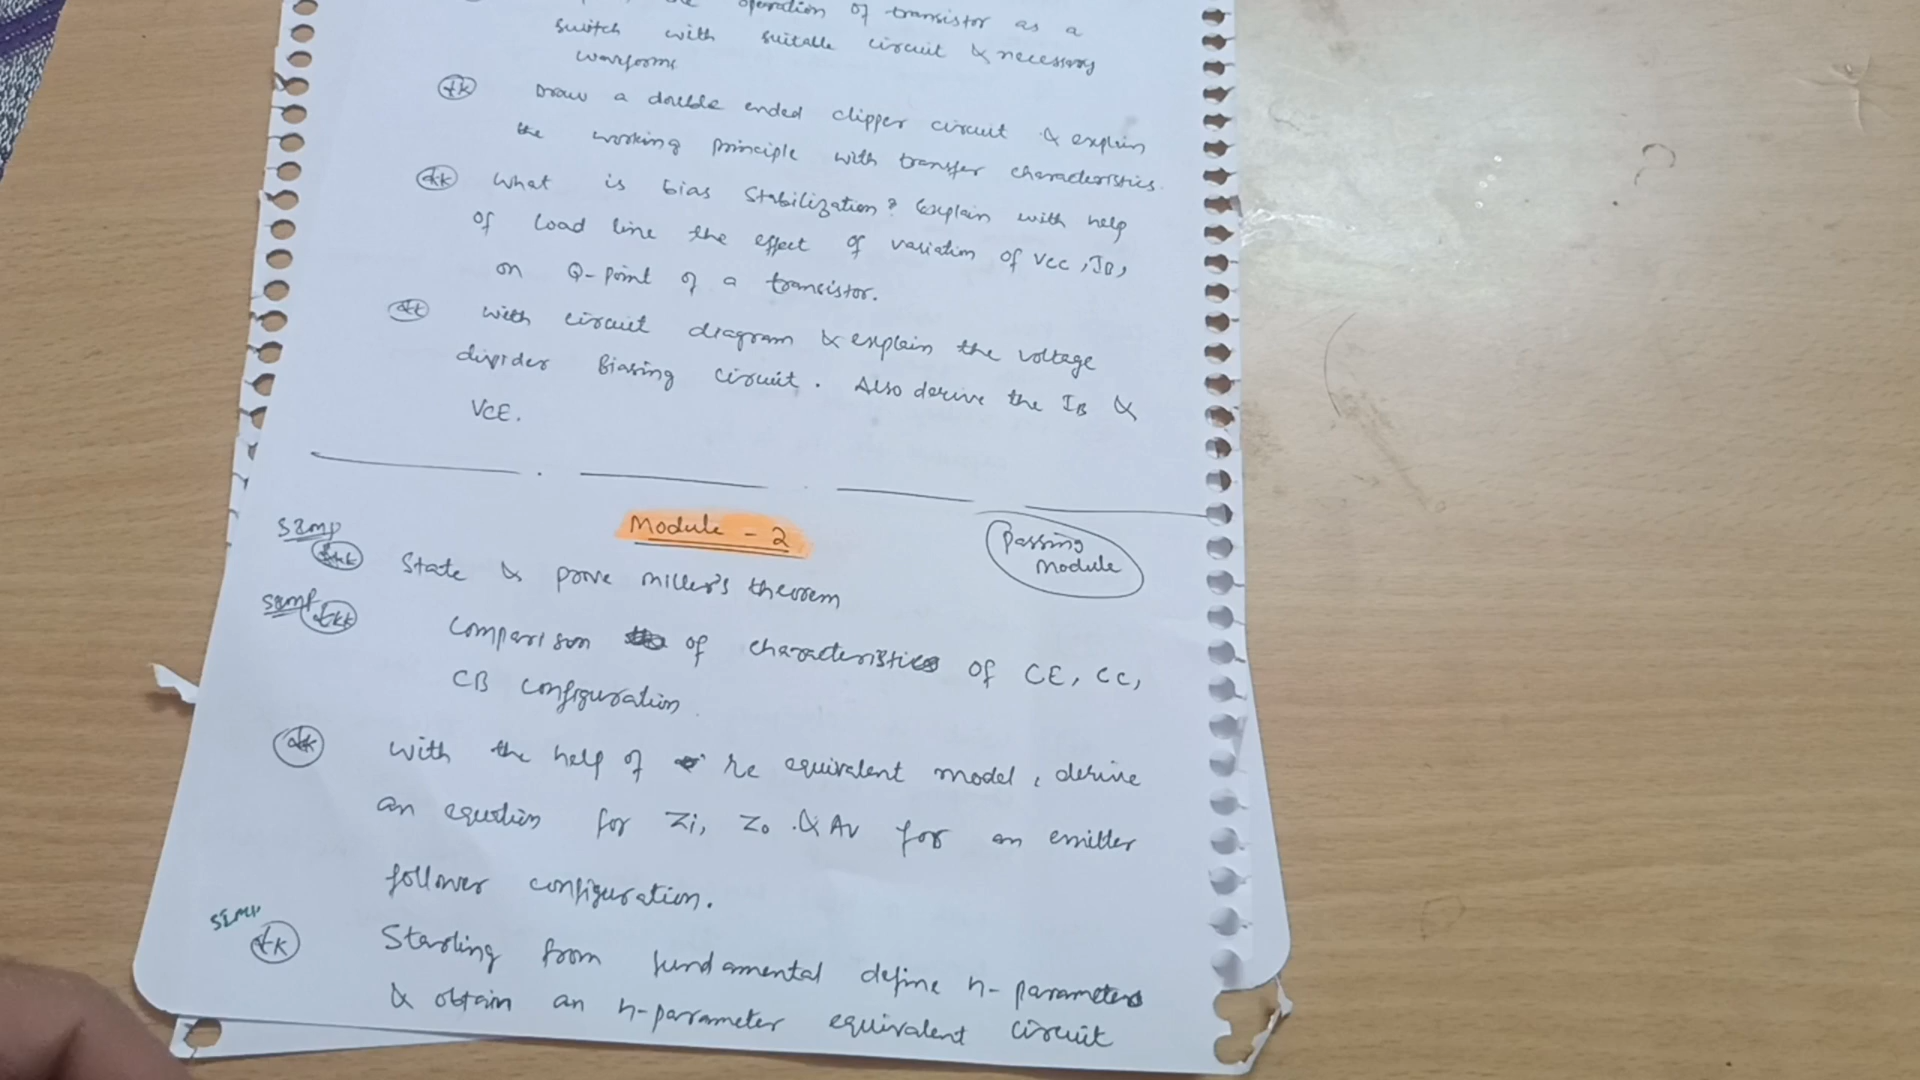 operation of transistor as a
switch with suitable circuit & necessary
wavforms
Draw a double ended clipper circuit & explain
the working principle with transfer characteristics.
What is bias Stabilization? Explain with help
of load line the effect of variation of VCC, IB,
on Q-Point of a transistor.
with circuit diagram & explain the voltage
divider Biasing circuit. Also derive the IB &
VCE.
Module - 2
Passing
Module
State & prove miller's theorem
Comparison of characteristics of CE, CC,
CB configuration
with the help of re equivalent model, derive
an equation for Zi, Zo & AV for an emitter
follower configuration.
Starting from fundamental define h-parameters
& obtain an h-parameter equivalent circuit